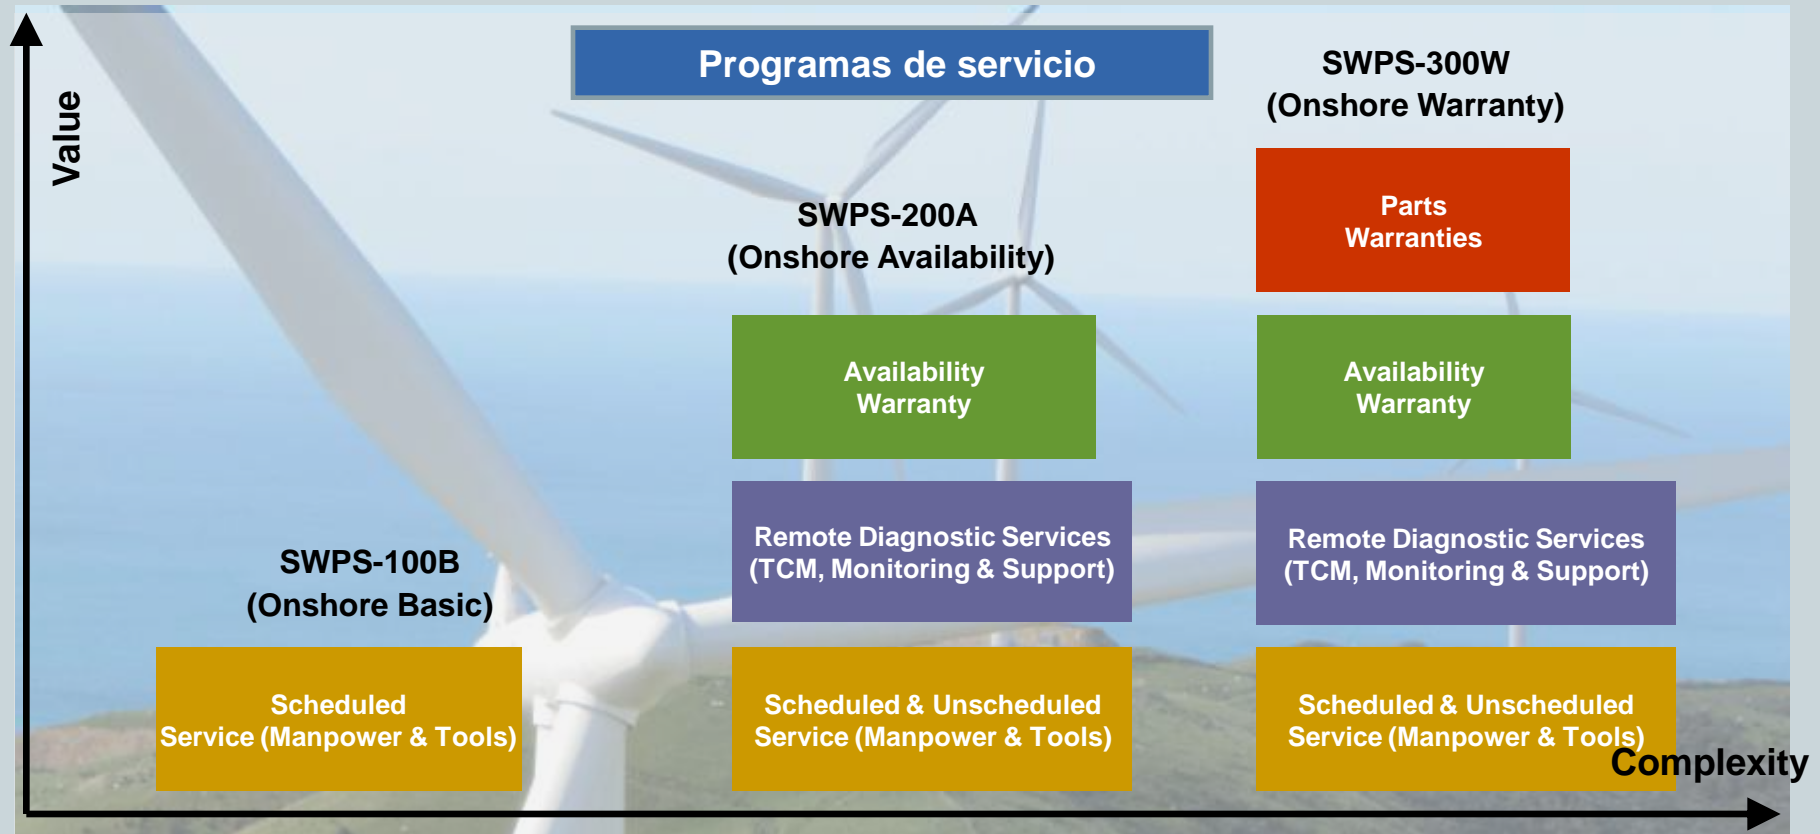 Programas de servicio
Value
SWPS-300W
(Onshore Warranty)
Parts
Warranties
SWPS-200A
(Onshore Availability)
Availability
Warranty
Availability
Warranty
Remote Diagnostic Services
(TCM, Monitoring & Support)
Remote Diagnostic Services
(TCM, Monitoring & Support)
SWPS-100B
(Onshore Basic)
Scheduled
Service (Manpower & Tools)
Scheduled & Unscheduled
Service (Manpower & Tools)
Scheduled & Unscheduled
Service (Manpower & Tools)
Complexity